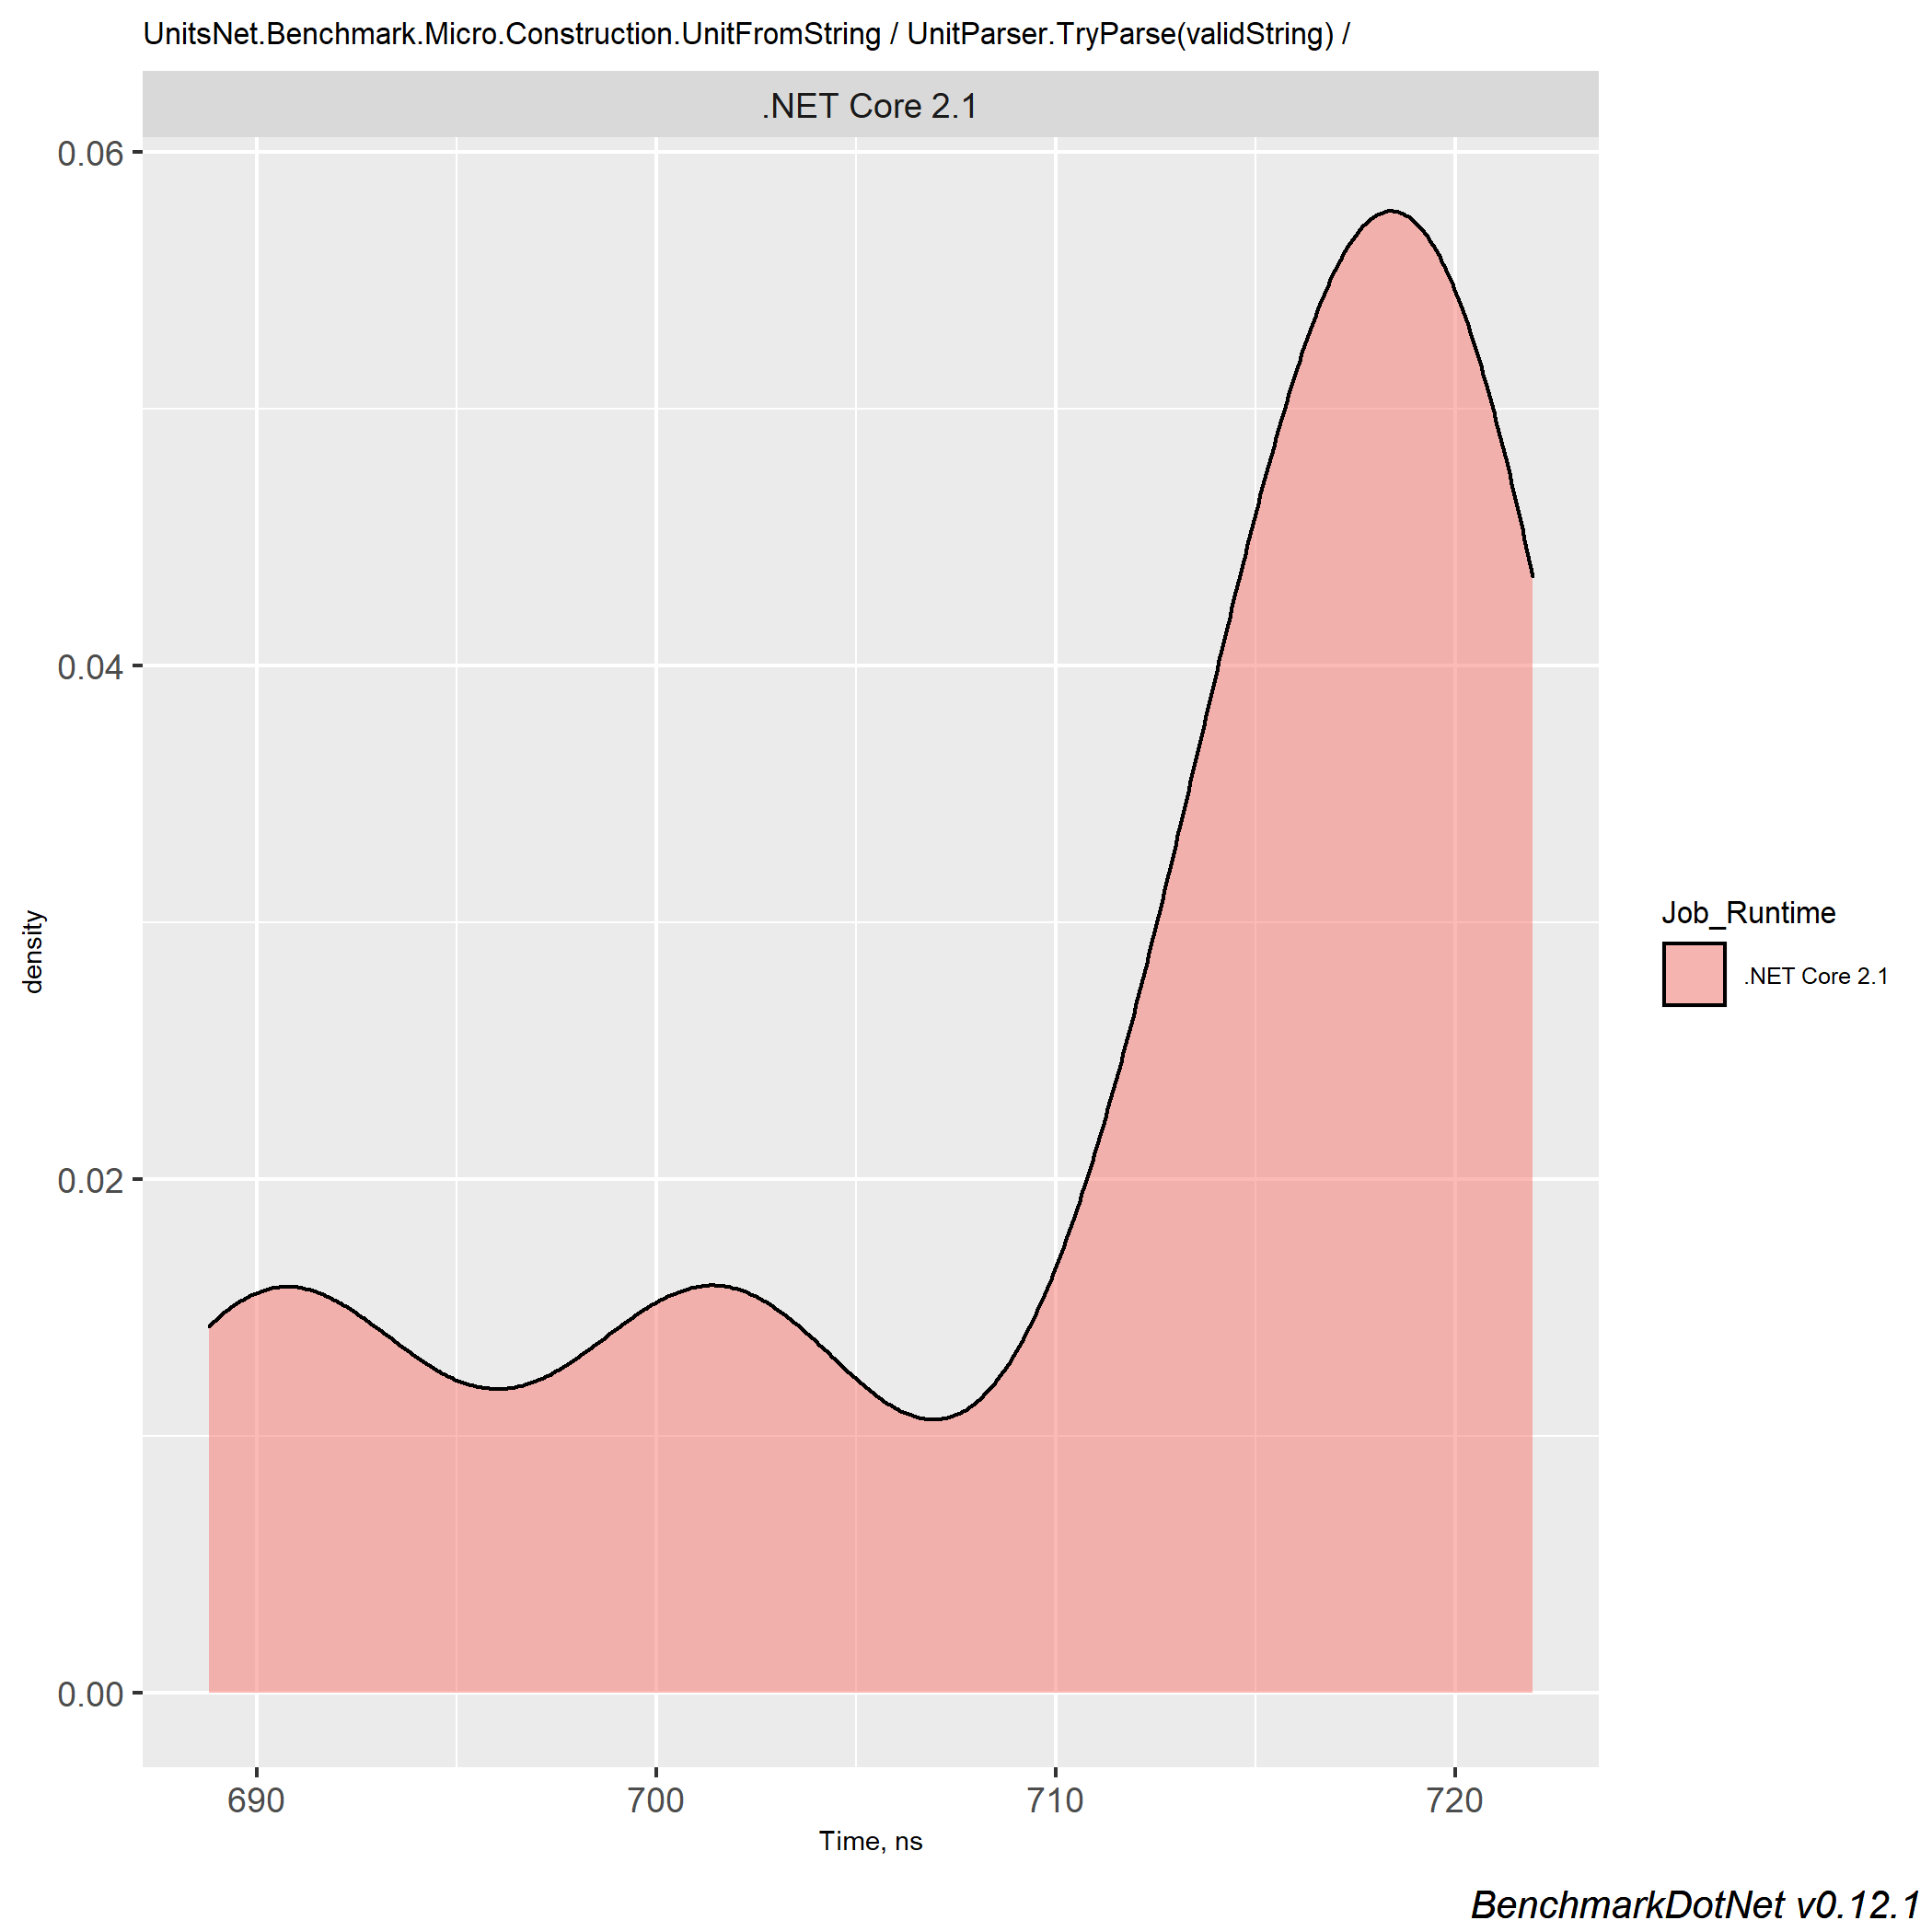 UnitsNet.Benchmark.Micro.Construction.UnitFromString / UnitParser.TryParse(validString) /
.NET Core 2.1
0.06
0.04
0.02
0.00
density
690 700 710 720
Time, ns
Job_Runtime
.NET Core 2.1
BenchmarkDotNet v0.12.1